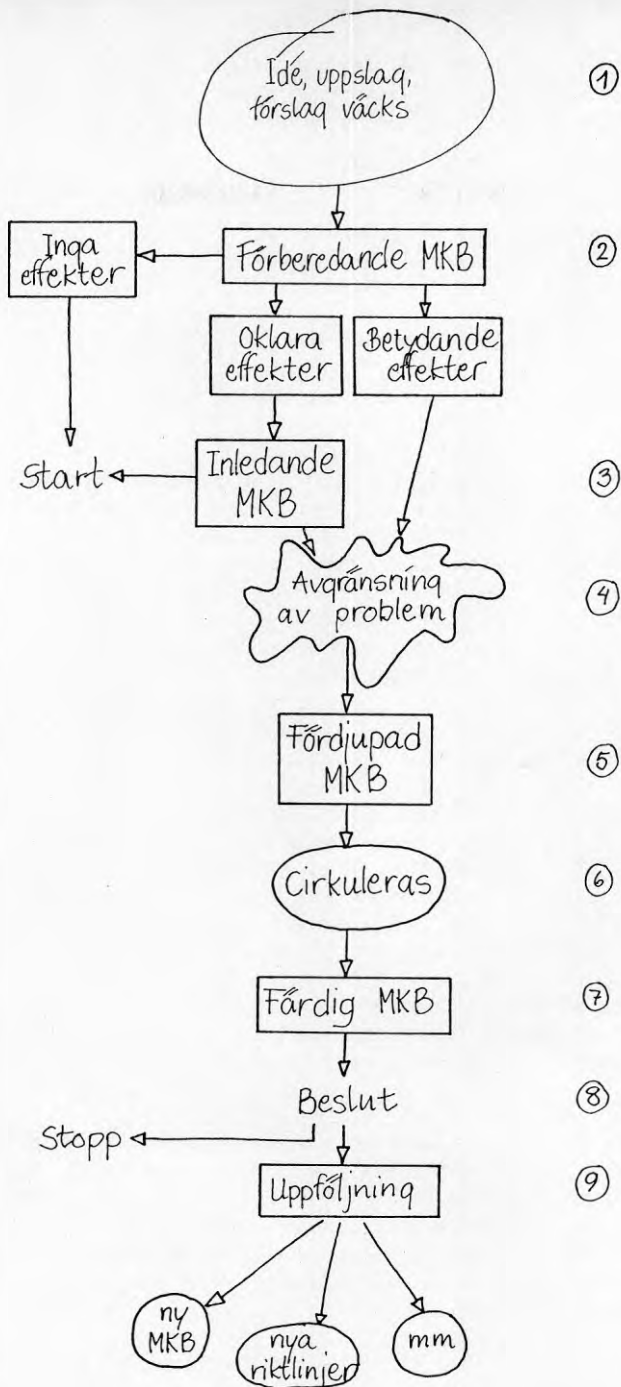 Idé, uppslag,
förslag väcks
1
Inga
effekter
Förberedande MKB
2
Oklara
effekter
Betydande
effekter
Start
Inledande
MKB
3
Avgränsning
av problem
4
Fördjupad
MKB
5
Cirkuleras
6
Färdig MKB
7
Beslut
8
Stopp
Uppföljning
9
ny
MKB
nya
riktlinjer
mm